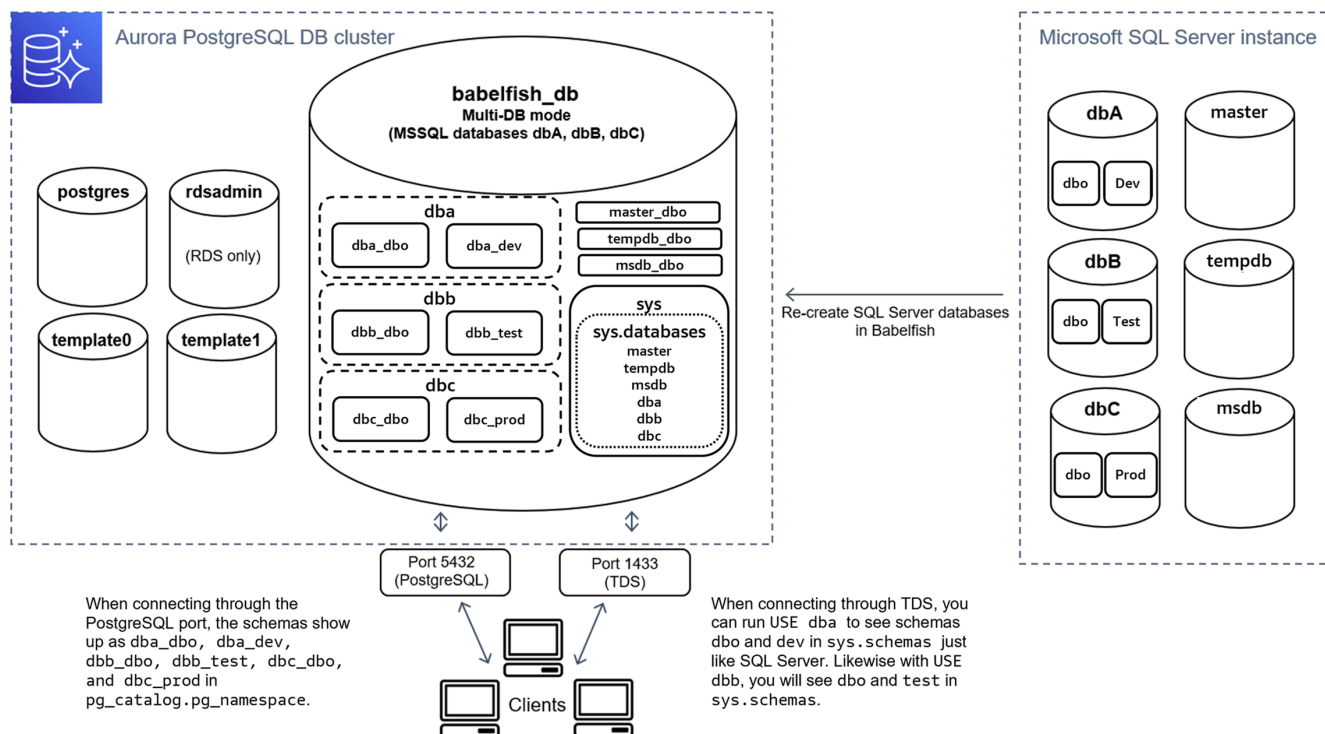 Aurora PostgreSQL DB cluster
babelfish_db
Multi-DB mode
(MSSQL databases dbA, dbB, dbC)
postgres
rdsadmin
(RDS only)
template0
template1
dba
dba_dbo
dba_dev
dbb
dbb_dbo
dbb_test
dbc
dbc_dbo
dbc_prod
master_dbo
tempdb_dbo
msdb_dbo
sys
sys.databases
master
tempdb
msdb
dba
dbb
dbc
Re-create SQL Server databases
in Babelfish
Microsoft SQL Server instance
dbA
dbo
Dev
master
dbB
dbo
Test
tempdb
dbC
dbo
Prod
msdb
Port 5432
(PostgreSQL)
Port 1433
(TDS)
When connecting through the
PostgreSQL port, the schemas show
up as dba_dbo, dba_dev,
dbb_dbo, dbb_test, dbc_dbo,
and dbc_prod in
pg_catalog.pg_namespace.
Clients
When connecting through TDS, you
can run USE dba to see schemas
dbo and dev in sys.schemas just
like SQL Server. Likewise with USE
dbb, you will see dbo and test in
sys.schemas.